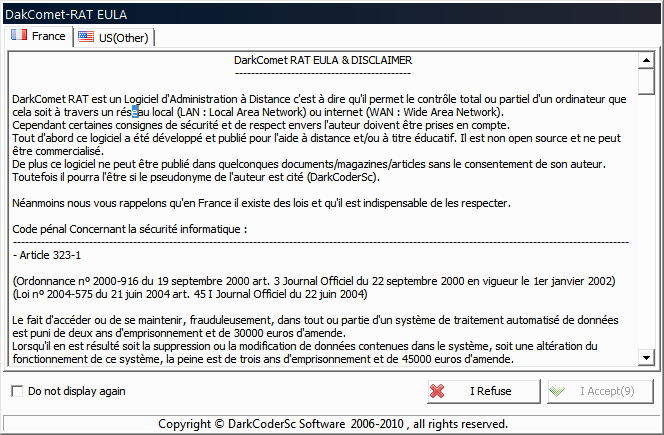 DakComet-RAT EULA
France
US(Other)
DarkComet RAT EULA & DISCLAIMER
--------------------------------------------
DarkComet RAT est un Logiciel d'Administration à Distance c'est à dire qu'il permet le contrôle total ou partiel d'un ordinateur que
cela soit à travers un réseau local (LAN : Local Area Network) ou internet (WAN : Wide Area Network).
Cependant certaines consignes de sécurité et de respect envers l'auteur doivent être prises en compte.
Tout d'abord ce logiciel a été développé et publié pour l'aide à distance et/ou à titre éducatif. Il est non open source et ne peut
être commercialisé.
De plus ce logiciel ne peut être publié dans quelconques documents/magazines/articles sans le consentement de son auteur.
Toutefois il pourra l'être si le pseudonyme de l'auteur est cité (DarkCoderSc).
Néanmoins nous vous rappelons qu'en France il existe des lois et qu'il est indispensable de les respecter.
Code pénal Concernant la sécurité informatique :
----------------------------------------------------------------------------------------------------------------------------------------------------------
- Article 323-1
(Ordonnance nº 2000-916 du 19 septembre 2000 art. 3 Journal Officiel du 22 septembre 2000 en vigueur le 1er janvier 2002)
(Loi nº 2004-575 du 21 juin 2004 art. 45 I Journal Officiel du 22 juin 2004)
Le fait d'accéder ou de se maintenir, frauduleusement, dans tout ou partie d'un système de traitement automatisé de données
est puni de deux ans d'emprisonnement et de 30000 euros d'amende.
Lorsqu'il en est résulté soit la suppression ou la modification de données contenues dans le système, soit une altération du
fonctionnement de ce système, la peine est de trois ans d'emprisonnement et de 45000 euros d'amende.
Do not display again
I Refuse
I Accept(9)
Copyright © DarkCoderSc Software 2006-2010 , all rights reserved.